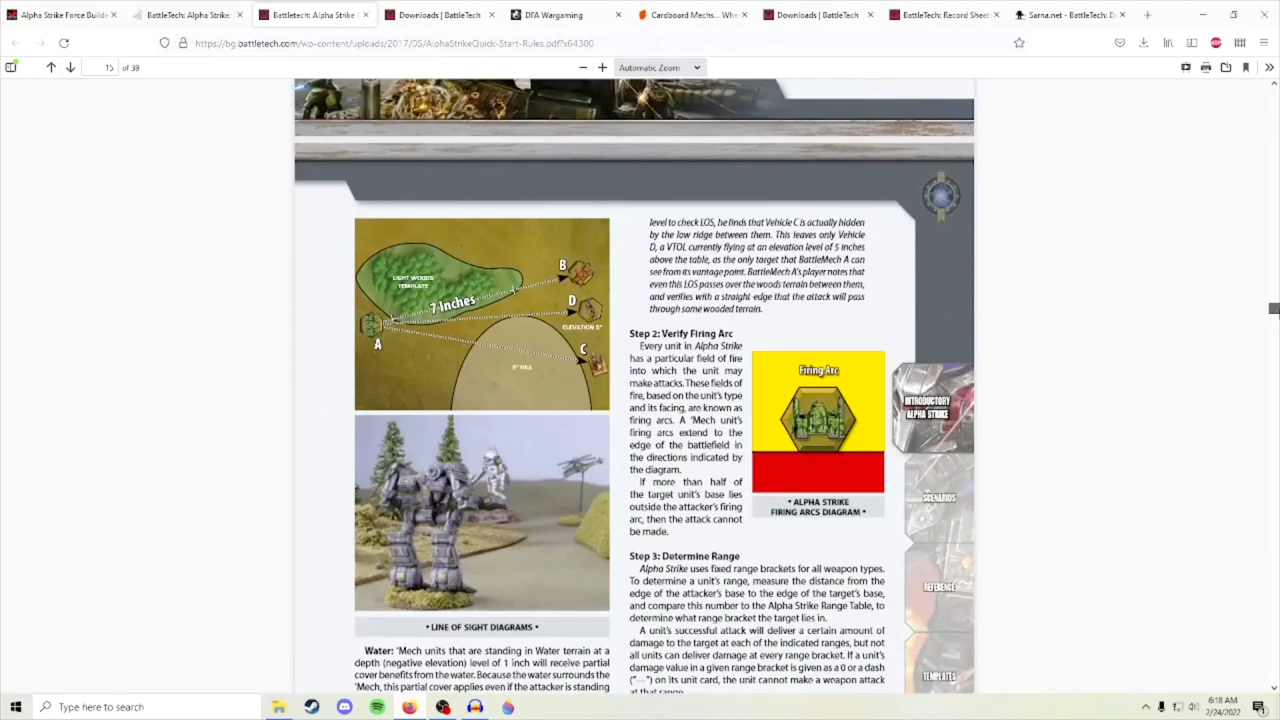 Alpha Strike Force Builde
BattleTech: Alpha Strike:
Battletech: Alpha Strike
Downloads | BattleTech
DFA Wargaming
Cardboard Mechs... Whe
Downloads | BattleTech
BattleTech: Record Sheet:
Sarna.net - BattleTech: D
https://bg.battletech.com/wp-content/uploads/2017/05/AlphaStrikeQuick-Start-Rules.pdf?x64300
15 of 39
Automatic Zoom
LIGHT WOODS
TEMPLATE
7 Inches
A
B
D
ELEVATION 5"
C
2" HILL
• LINE OF SIGHT DIAGRAMS •
Water: 'Mech units that are standing in Water terrain at a
depth (negative elevation) level of 1 inch will receive partial
cover benefits from the water. Because the water surrounds the
'Mech, this partial cover applies even if the attacker is standing
level to check LOS, he finds that Vehicle C is actually hidden
by the low ridge between them. This leaves only Vehicle
D, a VTOL currently flying at an elevation level of 5 inches
above the table, as the only target that BattleMech A can
see from its vantage point. BattleMech A's player notes that
even this LOS passes over the woods terrain between them,
and verifies with a straight-edge that the attack will pass
through some wooded terrain.
Step 2: Verify Firing Arc
Every unit in Alpha Strike
has a particular field of fire
into which the unit may
make attacks. These fields of
fire, based on the unit's type
and its facing, are known as
firing arcs. A 'Mech unit's
firing arcs extend to the
edge of the battlefield in
the directions indicated by
the diagram.
If more than half of
the target unit's base lies
outside the attacker's firing
arc, then the attack cannot
be made.
Firing Arc
• ALPHA STRIKE
FIRING ARCS DIAGRAM •
Step 3: Determine Range
Alpha Strike uses fixed range brackets for all weapon types.
To determine a unit's range, measure the distance from the
edge of the attacker's base to the edge of the target's base,
and compare this number to the Alpha Strike Range Table, to
determine what range bracket the target lies in.
A unit's successful attack will deliver a certain amount of
damage to the target at each of the indicated ranges, but not
all units can deliver damage at every range bracket. If a unit's
damage value in a given range bracket is given as a 0 or a dash
("—") on its unit card, the unit cannot make a weapon attack
at that range.
INTRODUCTORY
ALPHA STRIKE
SCENARIOS
REFERENCE
TEMPLATES
Type here to search
6:18 AM
2/24/2022